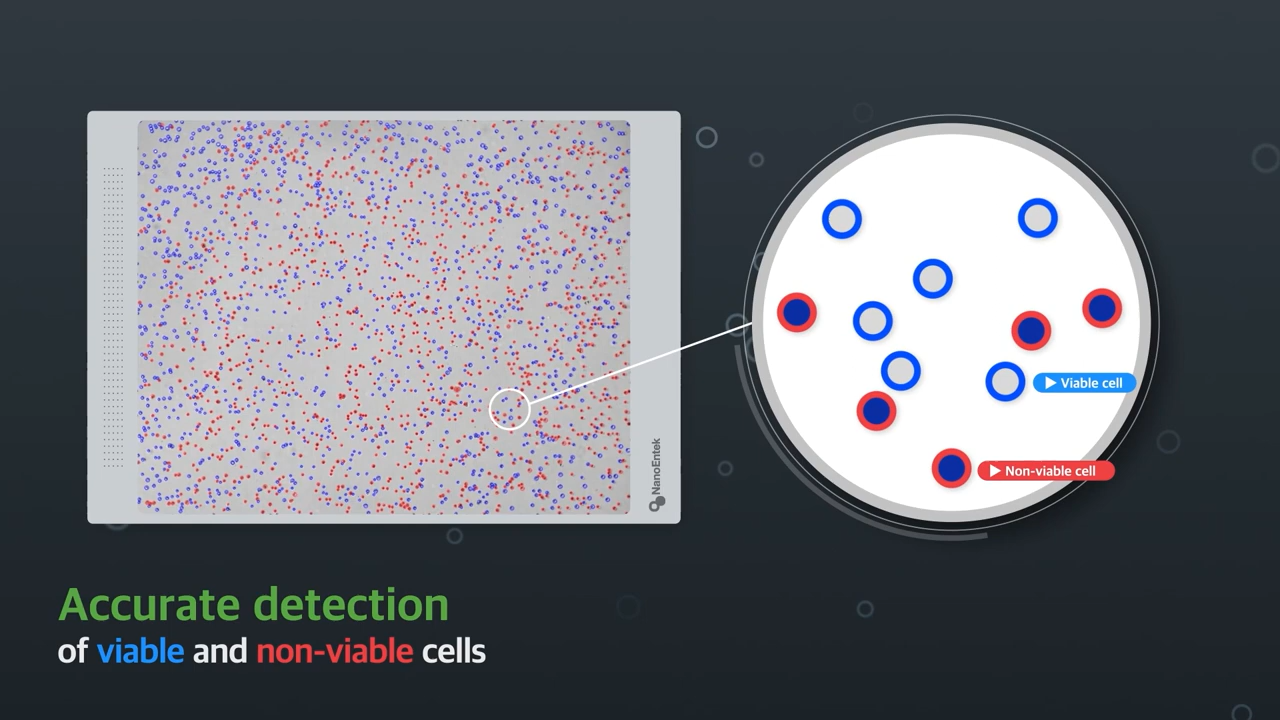 NanoEntek
▶ Viable cell
▶ Non-viable cell
Accurate detection
of viable and non-viable cells